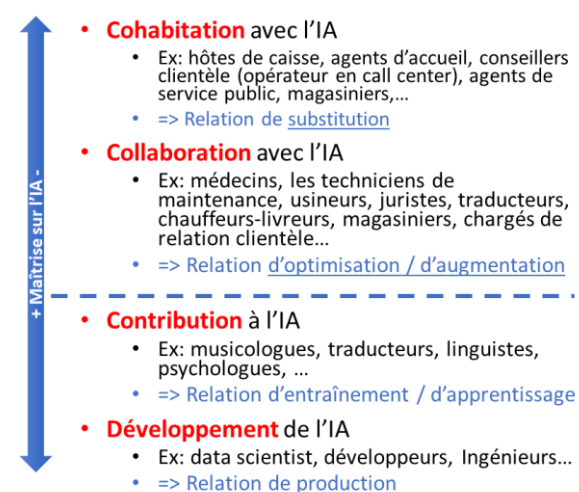 + Maîtrise sur l'IA -
• Cohabitation avec l'IA
• Ex: hôtes de caisse, agents d'accueil, conseillers
clientèle (opérateur en call center), agents de
service public, magasiniers,…
• => Relation de substitution
• Collaboration avec l'IA
• Ex: médecins, les techniciens de
maintenance, usineurs, juristes, traducteurs,
chauffeurs-livreurs, magasiniers, chargés de
relation clientèle…
• => Relation d'optimisation / d'augmentation
• Contribution à l'IA
• Ex: musicologues, traducteurs, linguistes,
psychologues, …
• => Relation d'entraînement / d'apprentissage
• Développement de l'IA
• Ex: data scientist, développeurs, Ingénieurs…
• => Relation de production